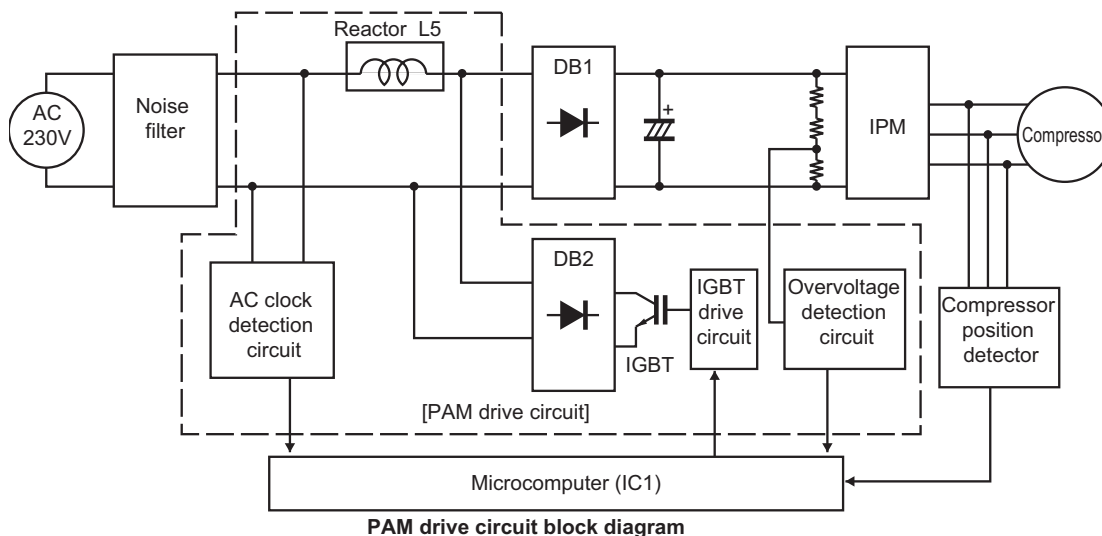 Reactor L5
AC
230V
Noise
filter
DB1
+
IPM
Compressor
DB2
IGBT
drive
circuit
Overvoltage
detection
circuit
AC clock
detection
circuit
IGBT
Compressor
position
detector
[PAM drive circuit]
Microcomputer (IC1)
PAM drive circuit block diagram